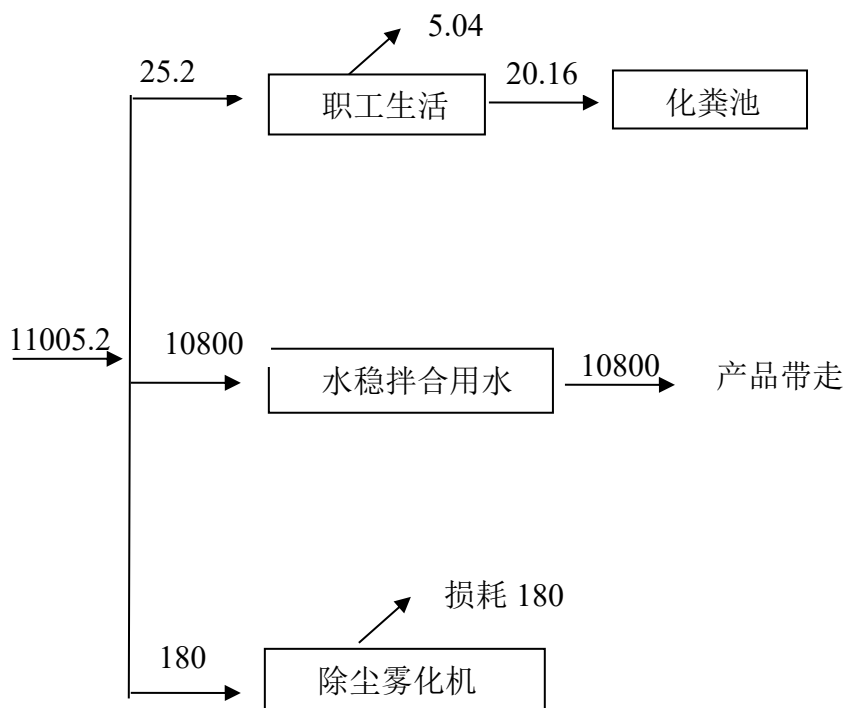 5.04
25.2
20.16
职工生活
化粪池
11005.2
10800
10800
水稳拌合用水
产品带走
损耗 180
180
除尘雾化机